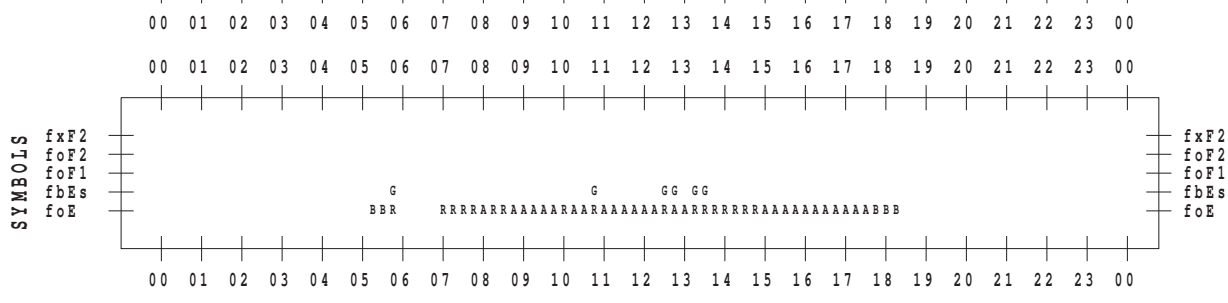 00 01 02 03 04 05 06 07 08 09 10 11 12 13 14 15 16 17 18 19 20 21 22 23 00
00 01 02 03 04 05 06 07 08 09 10 11 12 13 14 15 16 17 18 19 20 21 22 23 00
SYMBOLS
fxF2 fxF2
foF2 foF2
foF1 foF1
fbEs G G GG GG fbEs
foE BBR RRRRARRAAAAARAARAAAAAARAARRRRRRRAAAAAAAAAAABBB foE
00 01 02 03 04 05 06 07 08 09 10 11 12 13 14 15 16 17 18 19 20 21 22 23 00